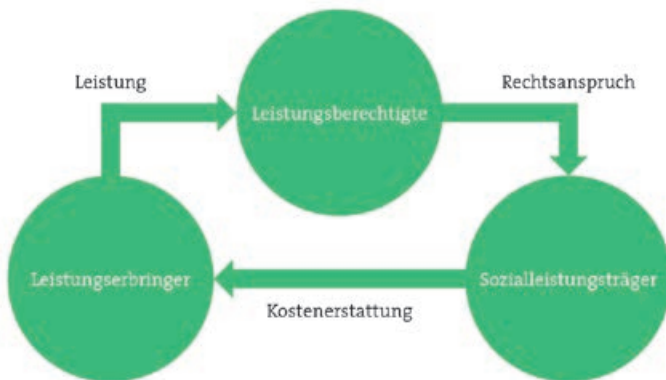 Leistung
Rechtsanspruch
Leistungsberechtigte
Leistungserbringer
Sozialleistungsträger
Kostenerstattung